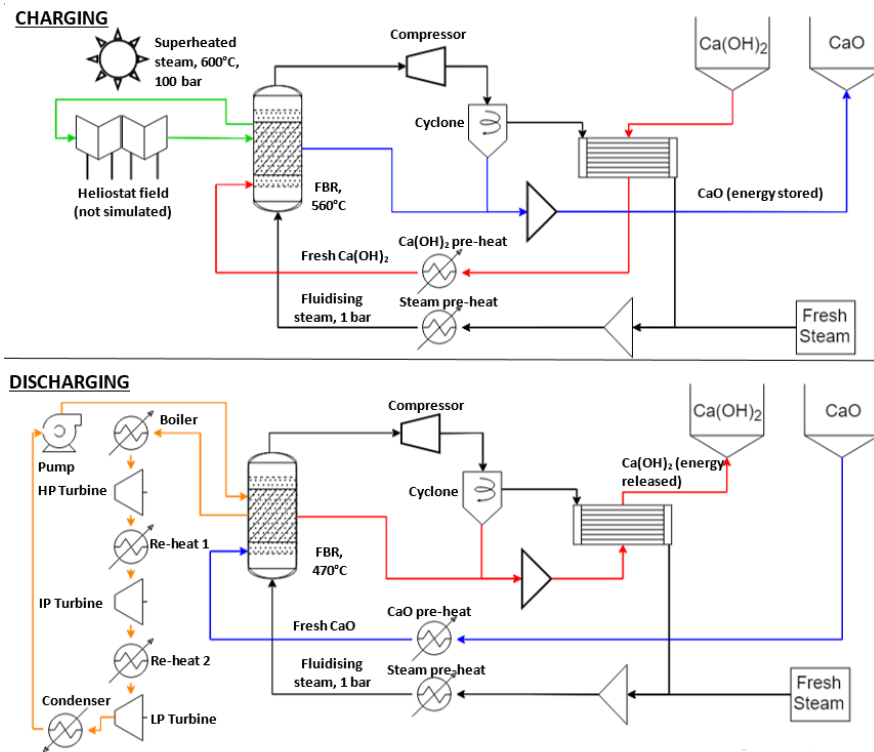 CHARGING
Superheated
steam, 600°C,
100 bar
Compressor
Ca(OH)₂
CaO
Cyclone
Heliostat field
(not simulated)
FBR,
560°C
CaO (energy stored)
Ca(OH)₂ pre-heat
Fresh Ca(OH)₂
Fluidising
steam, 1 bar
Steam pre-heat
Fresh
Steam
DISCHARGING
Boiler
Compressor
Ca(OH)₂
CaO
Pump
HP Turbine
Cyclone
Ca(OH)₂ (energy
released)
Re-heat 1
FBR,
470°C
IP Turbine
CaO pre-heat
Fresh CaO
Re-heat 2
Fluidising
steam, 1 bar
Steam pre-heat
Condenser
LP Turbine
Fresh
Steam